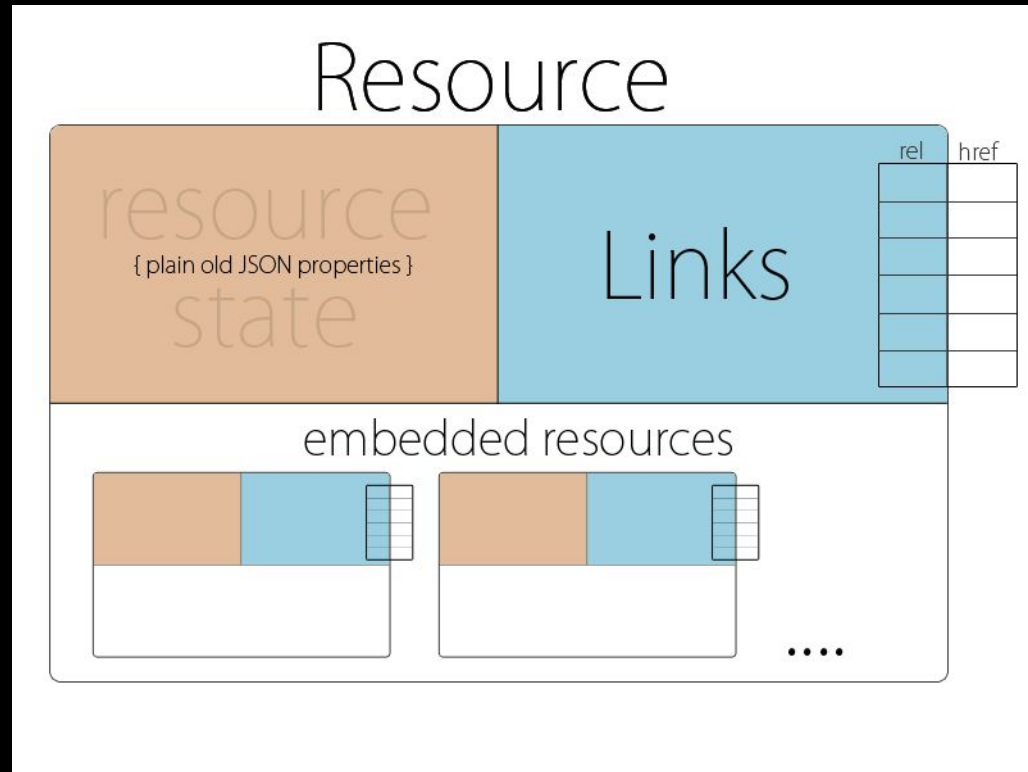 Resource
resource
{ plain old JSON properties }
state
Links
rel href
embedded resources
....